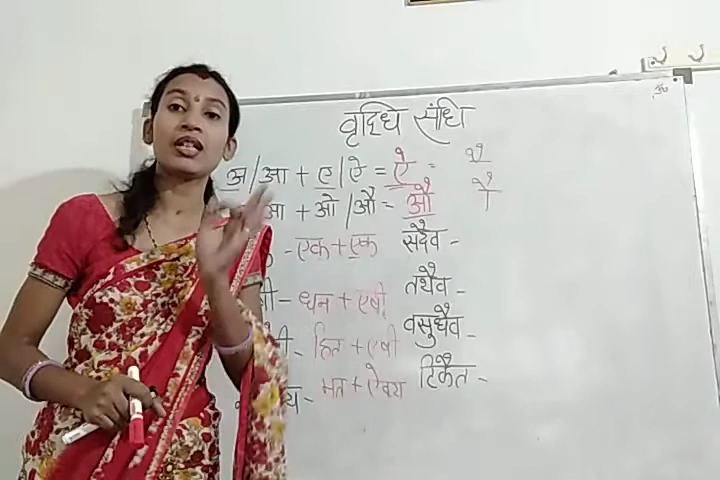 वृद्धि संधि
अ/आ + ए/ऐ = ऐ = ै
आ + ओ/औ = औ ौ
- एक + एक सदैव -
षी - धन + एषी तथैव -
षी - हित + एषी वसुधैव -
य - मत + ऐक्य टिकैत -